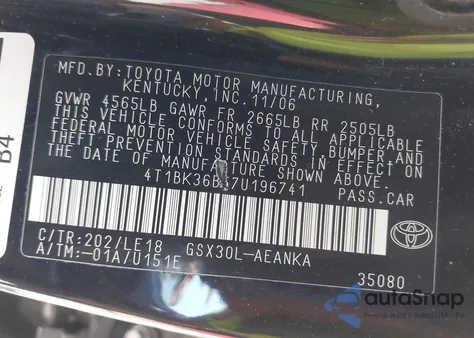 MFD.BY:TOYOTA MOTOR MANUFACTURING,
KENTUCKY,INC.11/06
GVWR 4565LB GAWR FR 2665LB RR 2505LB
THIS VEHICLE CONFORMS TO ALL APPLICABLE
FEDERAL MOTOR VEHICLE SAFETY,BUMPER AND
THEFT PREVENTION STANDARDS IN EFFECT ON
THE DATE OF MANUFACTURE SHOWN ABOVE.
PASS.CAR
C/TR:202/LE18 GSX30L-AEANKA
A/TM:-01A/U151E
35080
B4
autoSnap